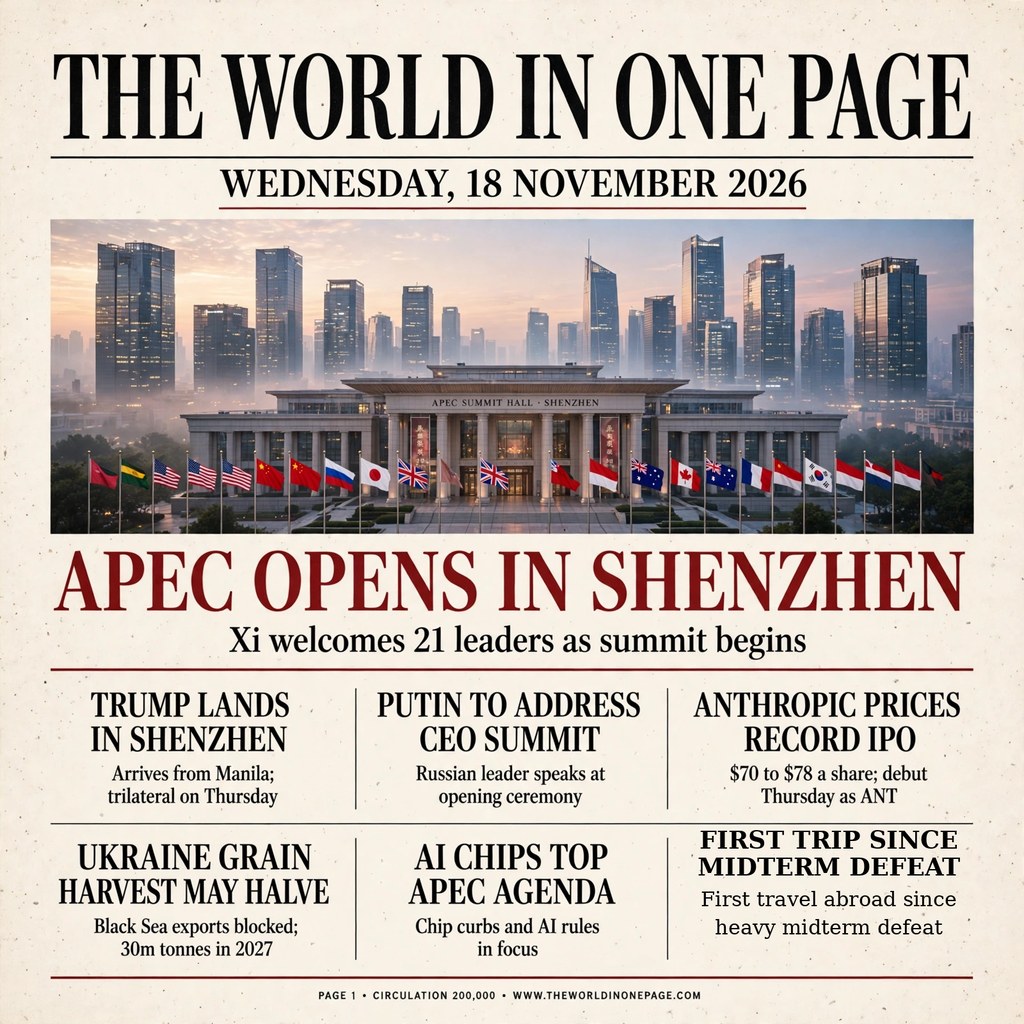 THE WORLD IN ONE PAGE
WEDNESDAY, 18 NOVEMBER 2026
APEC SUMMIT HALL · SHENZHEN
APEC OPENS IN SHENZHEN
Xi welcomes 21 leaders as summit begins
TRUMP LANDS
IN SHENZHEN
Arrives from Manila;
trilateral on Thursday
PUTIN TO ADDRESS
CEO SUMMIT
Russian leader speaks at
opening ceremony
ANTHROPIC PRICES
RECORD IPO
$70 to $78 a share; debut
Thursday as ANT
UKRAINE GRAIN
HARVEST MAY HALVE
Black Sea exports blocked;
30m tonnes in 2027
AI CHIPS TOP
APEC AGENDA
Chip curbs and AI rules
in focus
FIRST TRIP SINCE
MIDTERM DEFEAT
First travel abroad since
heavy midterm defeat
PAGE 1 • CIRCULATION 200,000 • WWW.THEWORLDINONEPAGE.COM